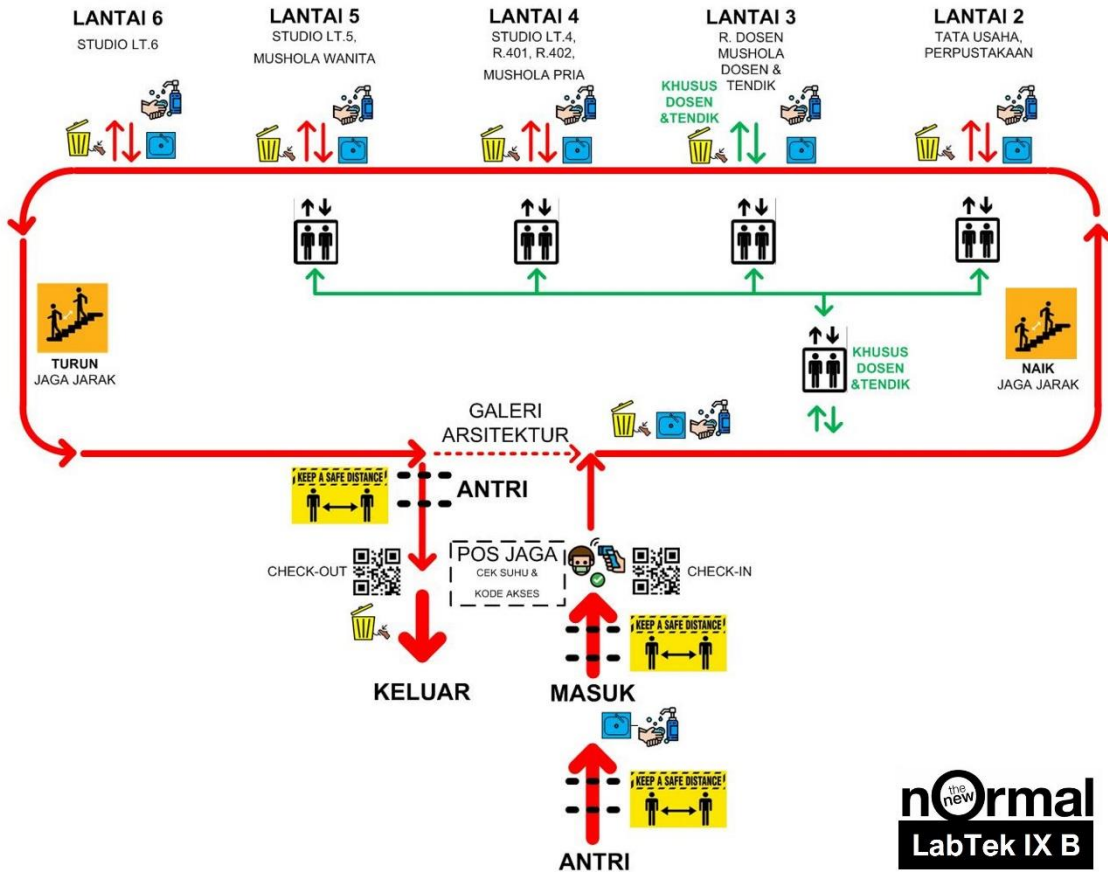 LANTAI 6
STUDIO LT.6
LANTAI 5
STUDIO LT.5,
MUSHOLA WANITA
LANTAI 4
STUDIO LT.4,
R.401, R.402,
MUSHOLA PRIA
LANTAI 3
R. DOSEN
MUSHOLA
DOSEN &
TENDIK
KHUSUS
DOSEN
&TENDIK
LANTAI 2
TATA USAHA,
PERPUSTAKAAN
TURUN
JAGA JARAK
KHUSUS
DOSEN
&TENDIK
NAIK
JAGA JARAK
GALERI
ARSITEKTUR
KEEP A SAFE DISTANCE
ANTRI
CHECK-OUT
POS JAGA
CEK SUHU &
KODE AKSES
CHECK-IN
KEEP A SAFE DISTANCE
KELUAR
MASUK
KEEP A SAFE DISTANCE
ANTRI
the
new
nOrmal
LabTek IX B